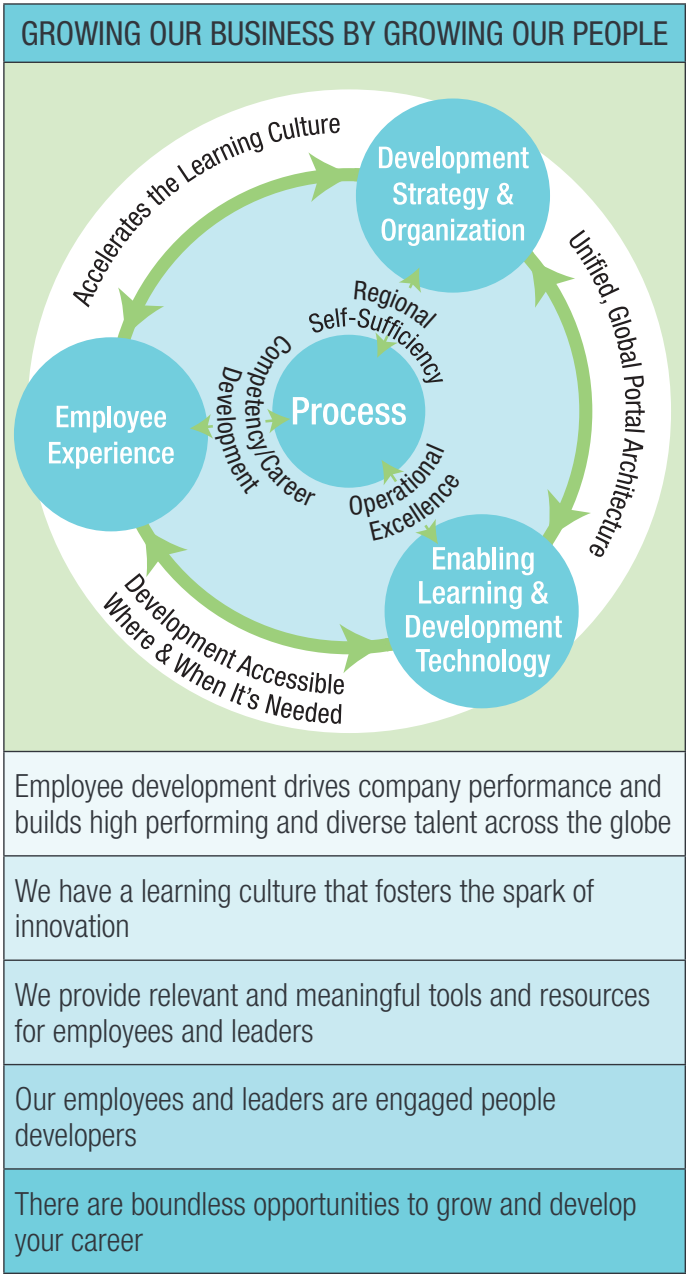 GROWING OUR BUSINESS BY GROWING OUR PEOPLE
Accelerates the Learning Culture
Development
Strategy &
Organization
Unified, Global Portal Architecture
Regional
Self-Sufficiency
Competency/Career
Development
Process
Employee
Experience
Operational
Excellence
Enabling
Learning &
Development
Technology
Development Accessible
Where & When It's Needed
Employee development drives company performance and
builds high performing and diverse talent across the globe
We have a learning culture that fosters the spark of
innovation
We provide relevant and meaningful tools and resources
for employees and leaders
Our employees and leaders are engaged people
developers
There are boundless opportunities to grow and develop
your career